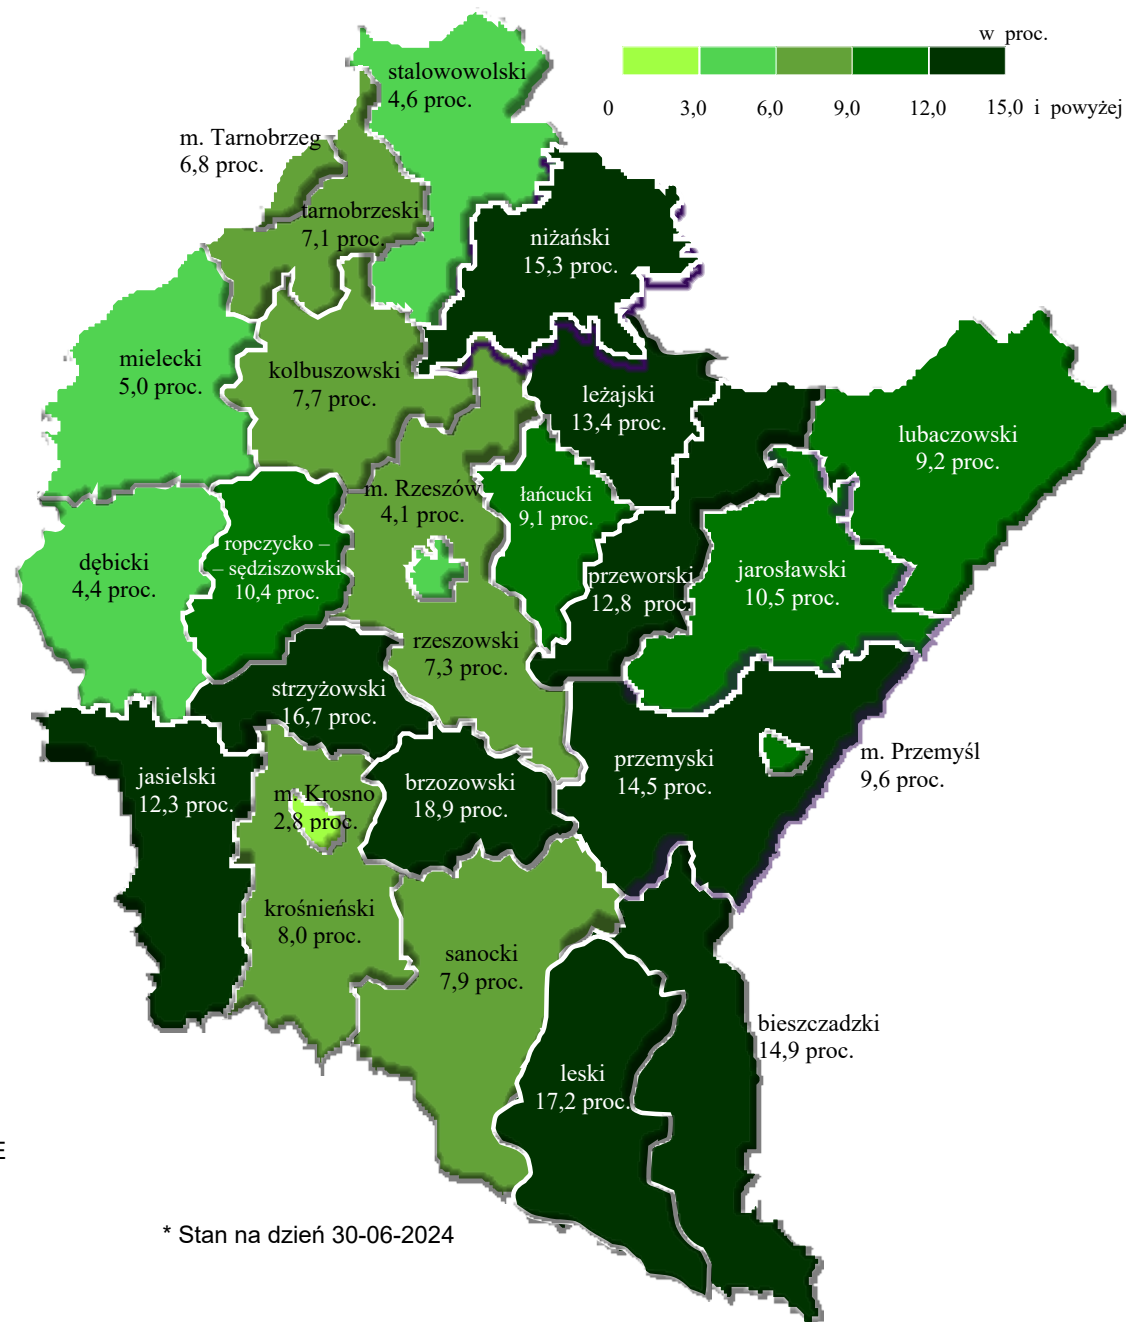 w proc.
0 3,0 6,0 9,0 12,0 15,0 i powyżej
stalowowolski
4,6 proc.
m. Tarnobrzeg
6,8 proc.
tarnobrzeski
7,1 proc.
niżański
15,3 proc.
mielecki
5,0 proc.
kolbuszowski
7,7 proc.
leżajski
13,4 proc.
lubaczowski
9,2 proc.
m. Rzeszów
4,1 proc.
łańcucki
9,1 proc.
dębicki
4,4 proc.
ropczycko –
– sędziszowski
10,4 proc.
przeworski
12,8 proc.
jarosławski
10,5 proc.
rzeszowski
7,3 proc.
strzyżowski
16,7 proc.
jasielski
12,3 proc.
m. Krosno
2,8 proc.
brzozowski
18,9 proc.
przemyski
14,5 proc.
m. Przemyśl
9,6 proc.
krośnieński
8,0 proc.
sanocki
7,9 proc.
bieszczadzki
14,9 proc.
leski
17,2 proc.
E
* Stan na dzień 30-06-2024